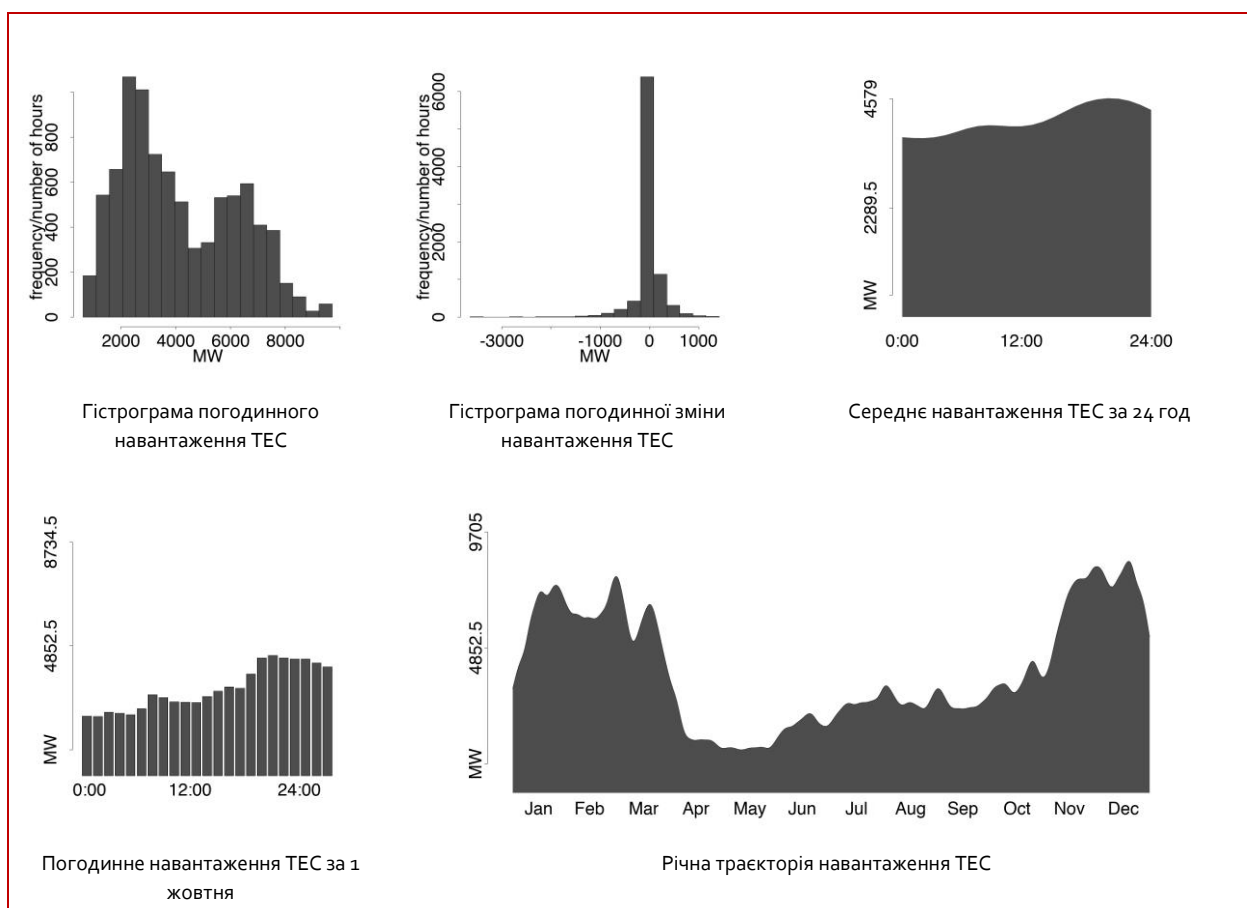 frequency/number of hours
0
200
400
600
800
2000
4000
6000
8000
MW
Гістрограма погодинного
навантаження ТЕС
frequency/number of hours
0
2000
4000
6000
-3000
-1000
0
1000
MW
Гістрограма погодинної зміни
навантаження ТЕС
4579
2289.5
MW
0:00
12:00
24:00
Середнє навантаження ТЕС за 24 год
8734.5
4852.5
MW
0:00
12:00
24:00
Погодинне навантаження ТЕС за 1
жовтня
9705
4852.5
MW
Jan Feb Mar Apr May Jun Jul Aug Sep Oct Nov Dec
Річна траєкторія навантаження ТЕС